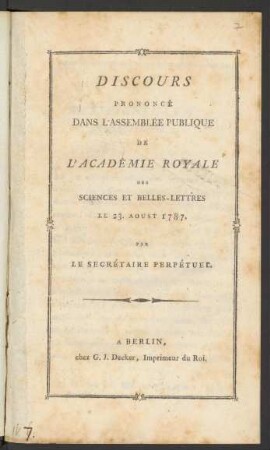 2
DISCOURS
PRONONCÉ
DANS L'ASSEMBLÉE PUBLIQUE
DE
L'ACADÉMIE ROYALE
DES
SCIENCES ET BELLES-LETTRES
LE 23. AOUST 1787.
PAR
LE SECRÉTAIRE PERPÉTUEL.
A BERLIN,
chez G. J. Decker, Imprimeur du Roi.
7.